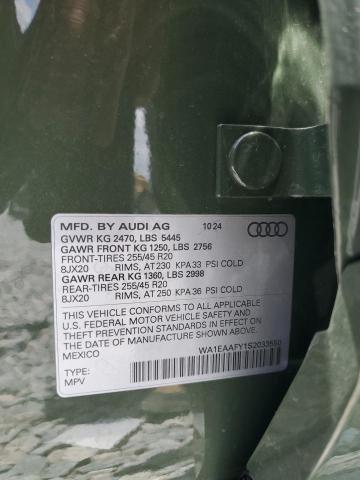 MFD. BY AUDI AG 10 24
GVWR KG 2470, LBS 5445
GAWR FRONT KG 1250, LBS 2756
FRONT-TIRES 255/45 R20
8JX20 RIMS, AT 230 KPA 33 PSI COLD
GAWR REAR KG 1360, LBS 2998
REAR-TIRES 255/45 R20
8JX20 RIMS, AT 250 KPA 36 PSI COLD
THIS VEHICLE CONFORMS TO ALL APPLICABLE
U.S. FEDERAL MOTOR VEHICLE SAFETY AND
THEFT PREVENTION STANDARDS IN EFFECT ON
THE DATE OF MANUFACTURE SHOWN ABOVE.
MEXICO
WA1EAAFY1S2033550
TYPE:
MPV